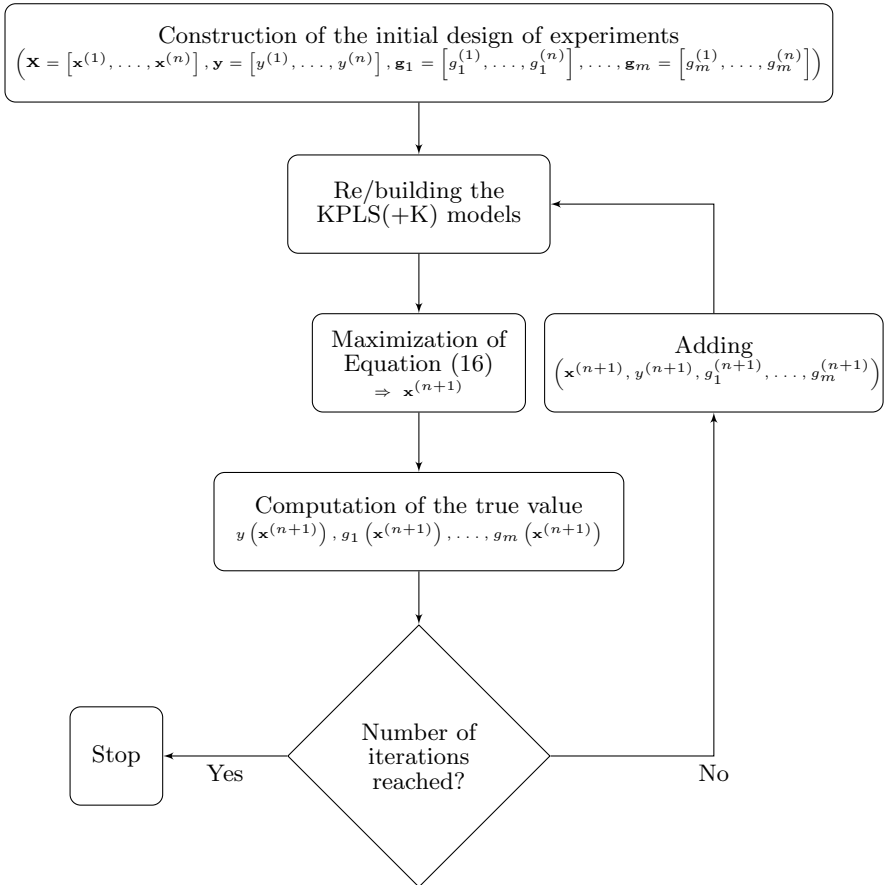 Construction of the initial design of experiments
(𝐗 = [𝐱^(1), . . . , 𝐱^(n)] , 𝐲 = [y^(1), . . . , y^(n)] , 𝐠_1 = [g_1^(1), . . . , g_1^(n)] , . . . , 𝐠_m = [g_m^(1), . . . , g_m^(n)])
Re/building the
KPLS(+K) models
Maximization of
Equation (16)
⇒ 𝐱^(n+1)
Adding
(𝐱^(n+1), y^(n+1), g_1^(n+1), . . . , g_m^(n+1))
Computation of the true value
y (𝐱^(n+1)) , g_1 (𝐱^(n+1)) , . . . , g_m (𝐱^(n+1))
Number of
iterations
reached?
Stop
Yes
No